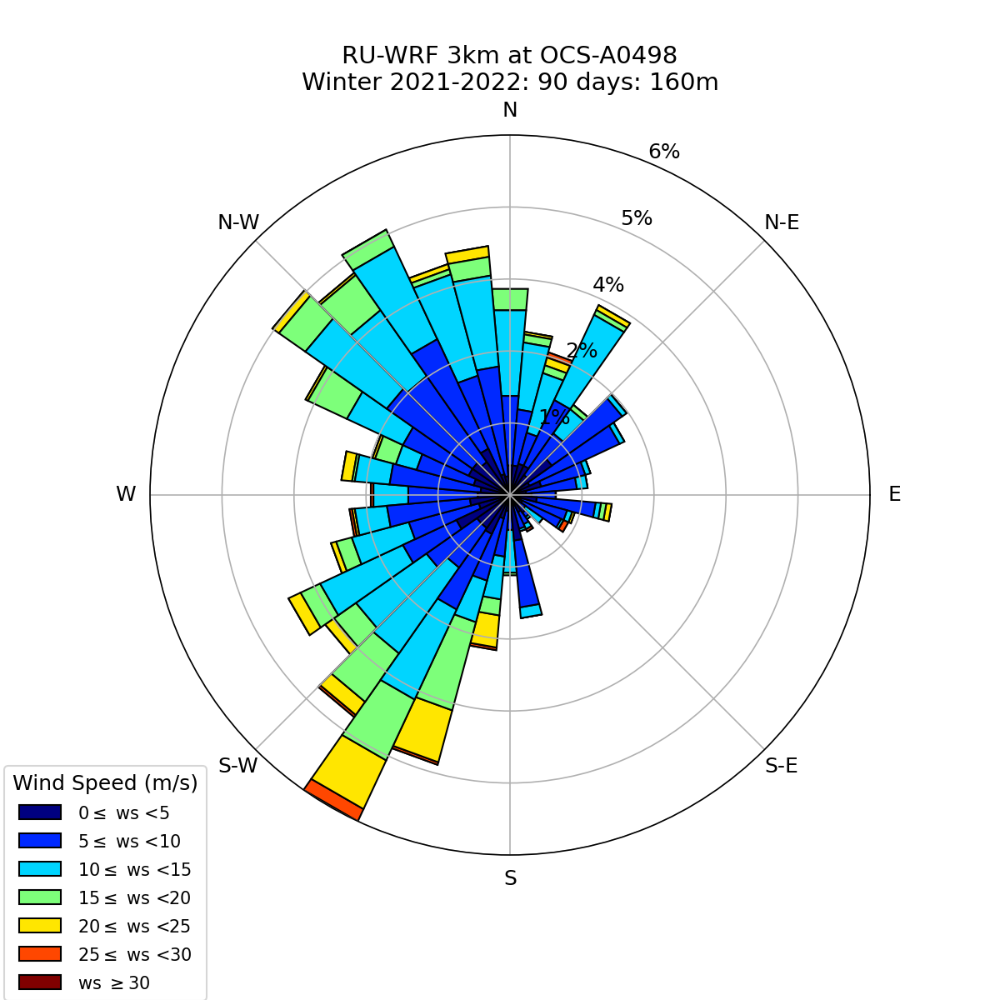 RU-WRF 3km at OCS-A0498
Winter 2021-2022: 90 days: 160m
N
6%
N-W
5%
N-E
4%
2%
1%
W
E
S-W
S-E
S
Wind Speed (m/s)
0≤ ws <5
5≤ ws <10
10≤ ws <15
15≤ ws <20
20≤ ws <25
25≤ ws <30
ws ≥30